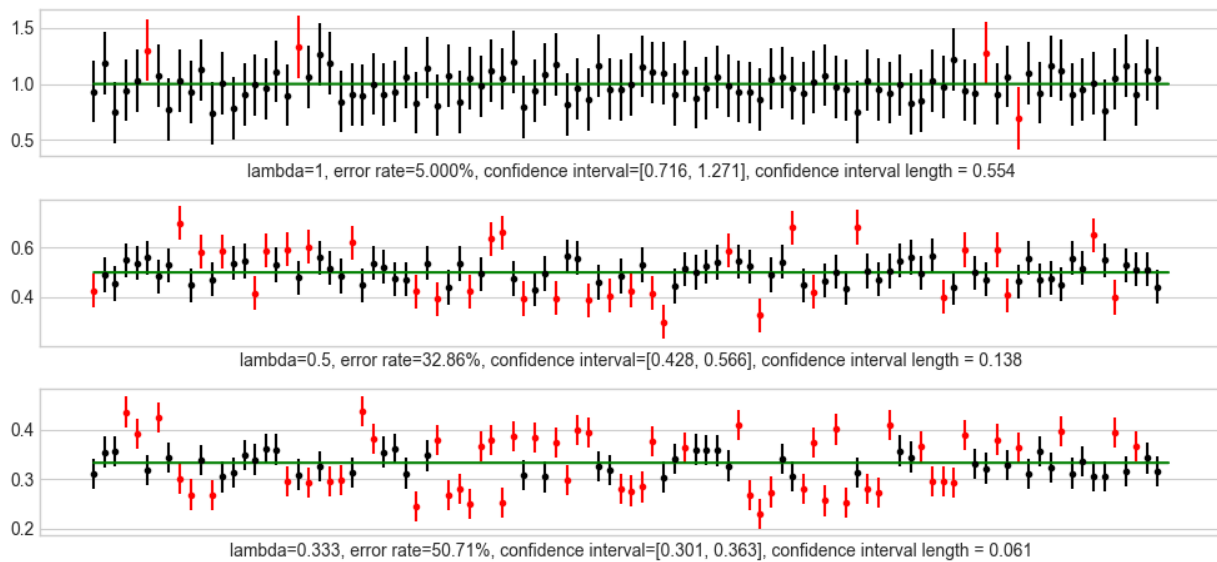 1.5
1.0
0.5
lambda=1, error rate=5.000%, confidence interval=[0.716, 1.271], confidence interval length = 0.554
0.6
0.4
lambda=0.5, error rate=32.86%, confidence interval=[0.428, 0.566], confidence interval length = 0.138
0.4
0.3
0.2
lambda=0.333, error rate=50.71%, confidence interval=[0.301, 0.363], confidence interval length = 0.061